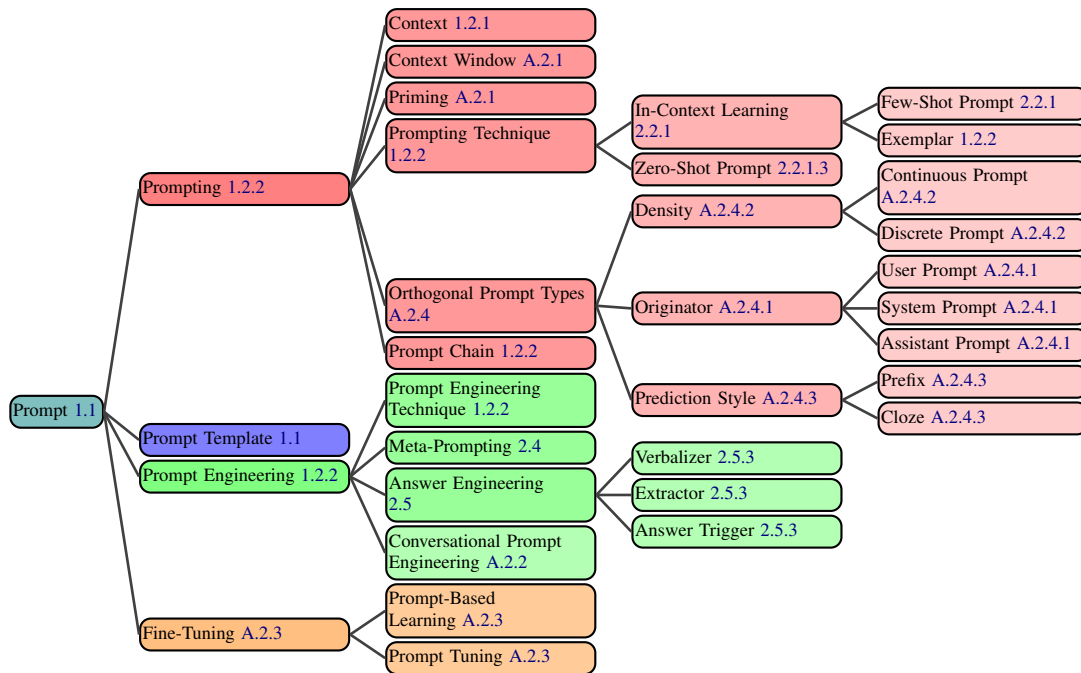 Context 1.2.1
Context Window A.2.1
Priming A.2.1
Prompting Technique
1.2.2
In-Context Learning
2.2.1
Few-Shot Prompt 2.2.1
Exemplar 1.2.2
Zero-Shot Prompt 2.2.1.3
Prompting 1.2.2
Density A.2.4.2
Continuous Prompt
A.2.4.2
Discrete Prompt A.2.4.2
Orthogonal Prompt Types
A.2.4
Originator A.2.4.1
User Prompt A.2.4.1
System Prompt A.2.4.1
Assistant Prompt A.2.4.1
Prompt Chain 1.2.2
Prediction Style A.2.4.3
Prefix A.2.4.3
Cloze A.2.4.3
Prompt 1.1
Prompt Template 1.1
Prompt Engineering 1.2.2
Prompt Engineering
Technique 1.2.2
Meta-Prompting 2.4
Answer Engineering
2.5
Verbalizer 2.5.3
Extractor 2.5.3
Answer Trigger 2.5.3
Conversational Prompt
Engineering A.2.2
Fine-Tuning A.2.3
Prompt-Based
Learning A.2.3
Prompt Tuning A.2.3